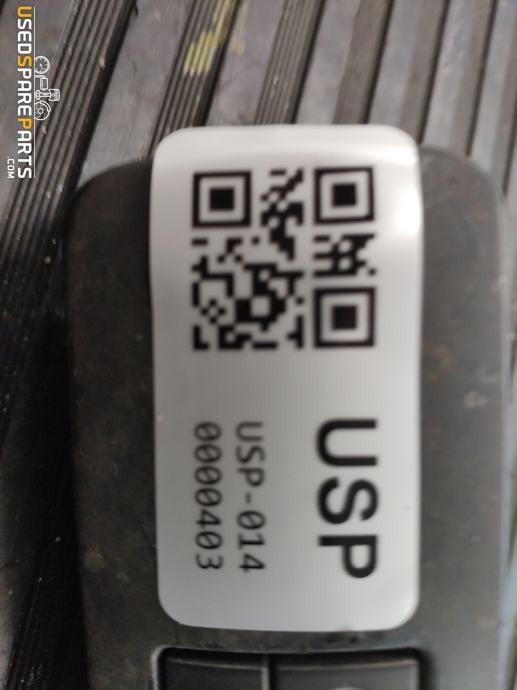 USEDSPAREPARTS
.COM
USP
USP-014
0000403